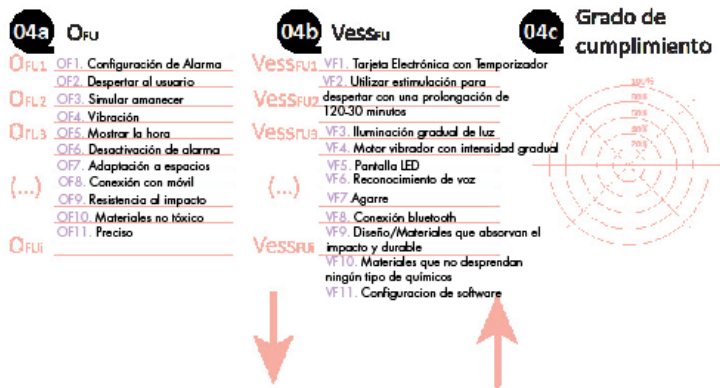 04a OFU
OFU1
OF1. Configuración de Alarma
OF2. Despertar al usuario
OFU2
OF3. Simular amanecer
OF4. Vibración
OFU3
OF5. Mostrar la hora
OF6. Desactivación de alarma
OF7. Adaptación a espacios
(...)
OF8. Conexión con móvil
OF9. Resistencia al impacto
OF10. Materiales no tóxico
OFUi
OF11. Preciso
04b VessFU
VessFU1
VF1. Tarjeta Electrónica con Temporizador
VF2. Utilizar estimulación para
VessFU2
despertar con una prolongación de
120-30 minutos
VessFU3
VF3. Iluminación gradual de luz
VF4. Motor vibrador con intensidad gradual
VF5. Pantalla LED
(...)
VF6. Reconocimiento de voz
VF7 Agarre
VF8. Conexión bluetooth
VessFUi
VF9. Diseño/Materiales que absorvan el
impacto y durable
VF10. Materiales que no desprendan
ningún tipo de químicos
VF11. Configuracion de software
04c Grado de
cumplimiento
100%
80%
60%
40%
20%